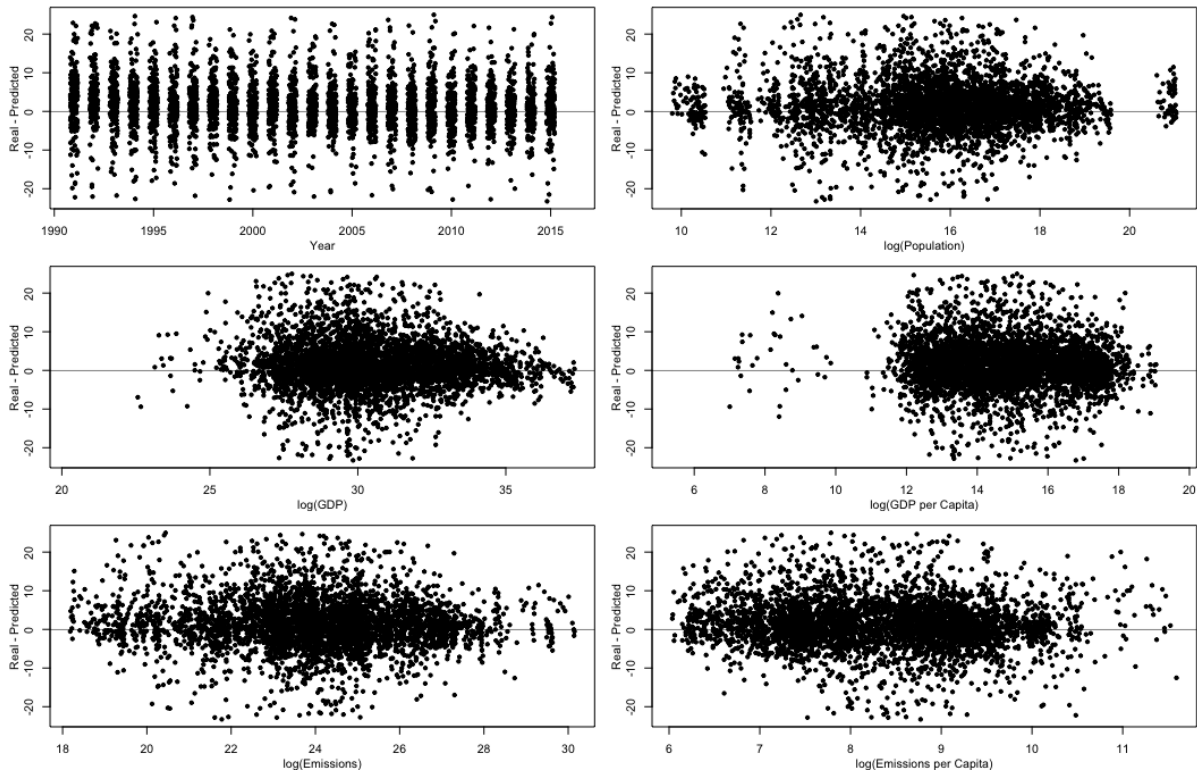 Real - Predicted
20
10
0
-10
-20
1990 1995 2000 2005 2010 2015
Year
Real - Predicted
20
10
0
-10
-20
10 12 14 16 18 20
log(Population)
Real - Predicted
20
10
0
-10
-20
20 25 30 35
log(GDP)
Real - Predicted
20
10
0
-10
-20
6 8 10 12 14 16 18 20
log(GDP per Capita)
Real - Predicted
20
10
0
-10
-20
18 20 22 24 26 28 30
log(Emissions)
Real - Predicted
20
10
0
-10
-20
6 7 8 9 10 11
log(Emissions per Capita)